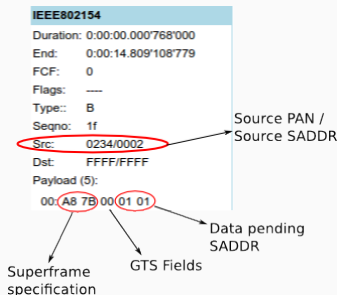 IEEE802154
Duration: 0:00:00.000'768'000
End: 0:00:14.809'108'779
FCF: 0
Flags: ----
Type:: B
Seqno: 1f
Src: 0234/0002
Dst: FFFF/FFFF
Payload (5):
00: A8 7B 00 01 01
Source PAN /
Source SADDR
Data pending
SADDR
GTS Fields
Superframe
specification